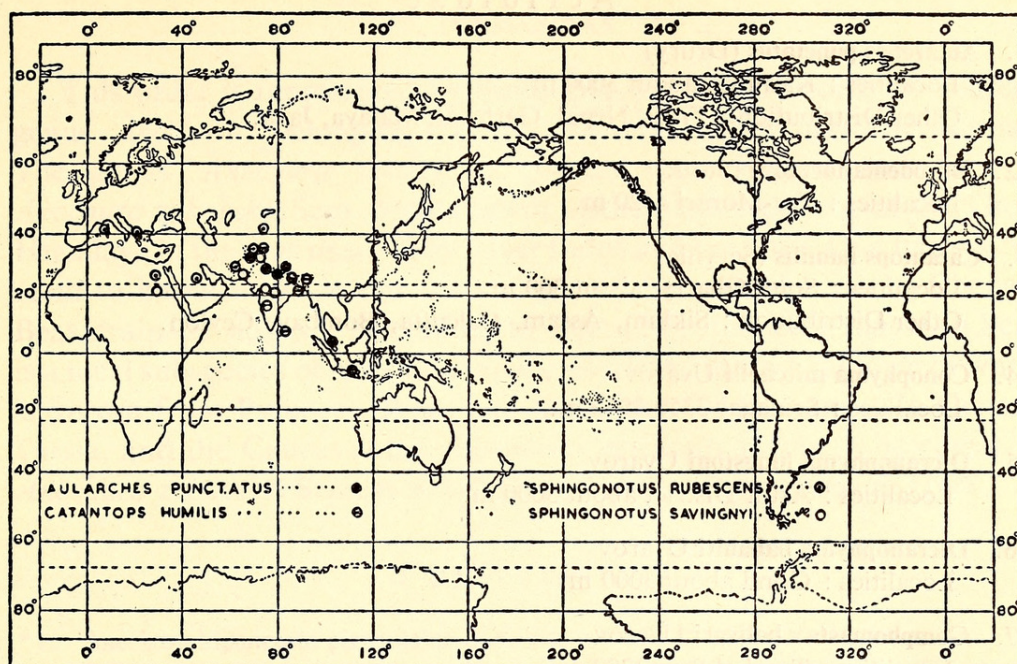 0° 40° 80° 120° 160° 200° 240° 280° 320° 0°
80° 80°
60° 60°
40° 40°
20° 20°
0° 0°
20° 20°
40° 40°
AULARCHES PUNCTATUS SPHINGONOTUS RUBESCENS
CATANTOPS HUMILIS SPHINGONOTUS SAVINGNYI
60° 60°
80° 80°
0° 40° 80° 120° 160° 200° 240° 280° 320° 0°